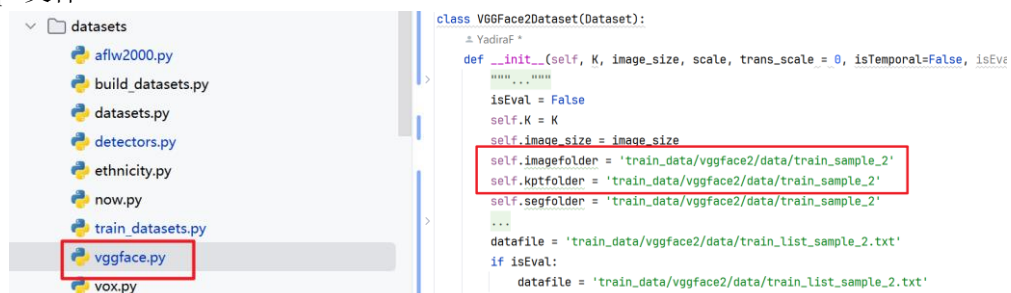 datasets
aflw2000.py
build_datasets.py
datasets.py
detectors.py
ethnicity.py
now.py
train_datasets.py
vggface.py
vox.py
class VGGFace2Dataset(Dataset):
YadiraF *
def __init__(self, K, image_size, scale, trans_scale = 0, isTemporal=False, isEva
"""..."""
isEval = False
self.K = K
self.image_size = image_size
self.imagefolder = 'train_data/vggface2/data/train_sample_2'
self.kptfolder = 'train_data/vggface2/data/train_sample_2'
self.segfolder = 'train_data/vggface2/data/train_sample_2'
...
datafile = 'train_data/vggface2/data/train_list_sample_2.txt'
if isEval:
datafile = 'train_data/vggface2/data/train_list_sample_2.txt'